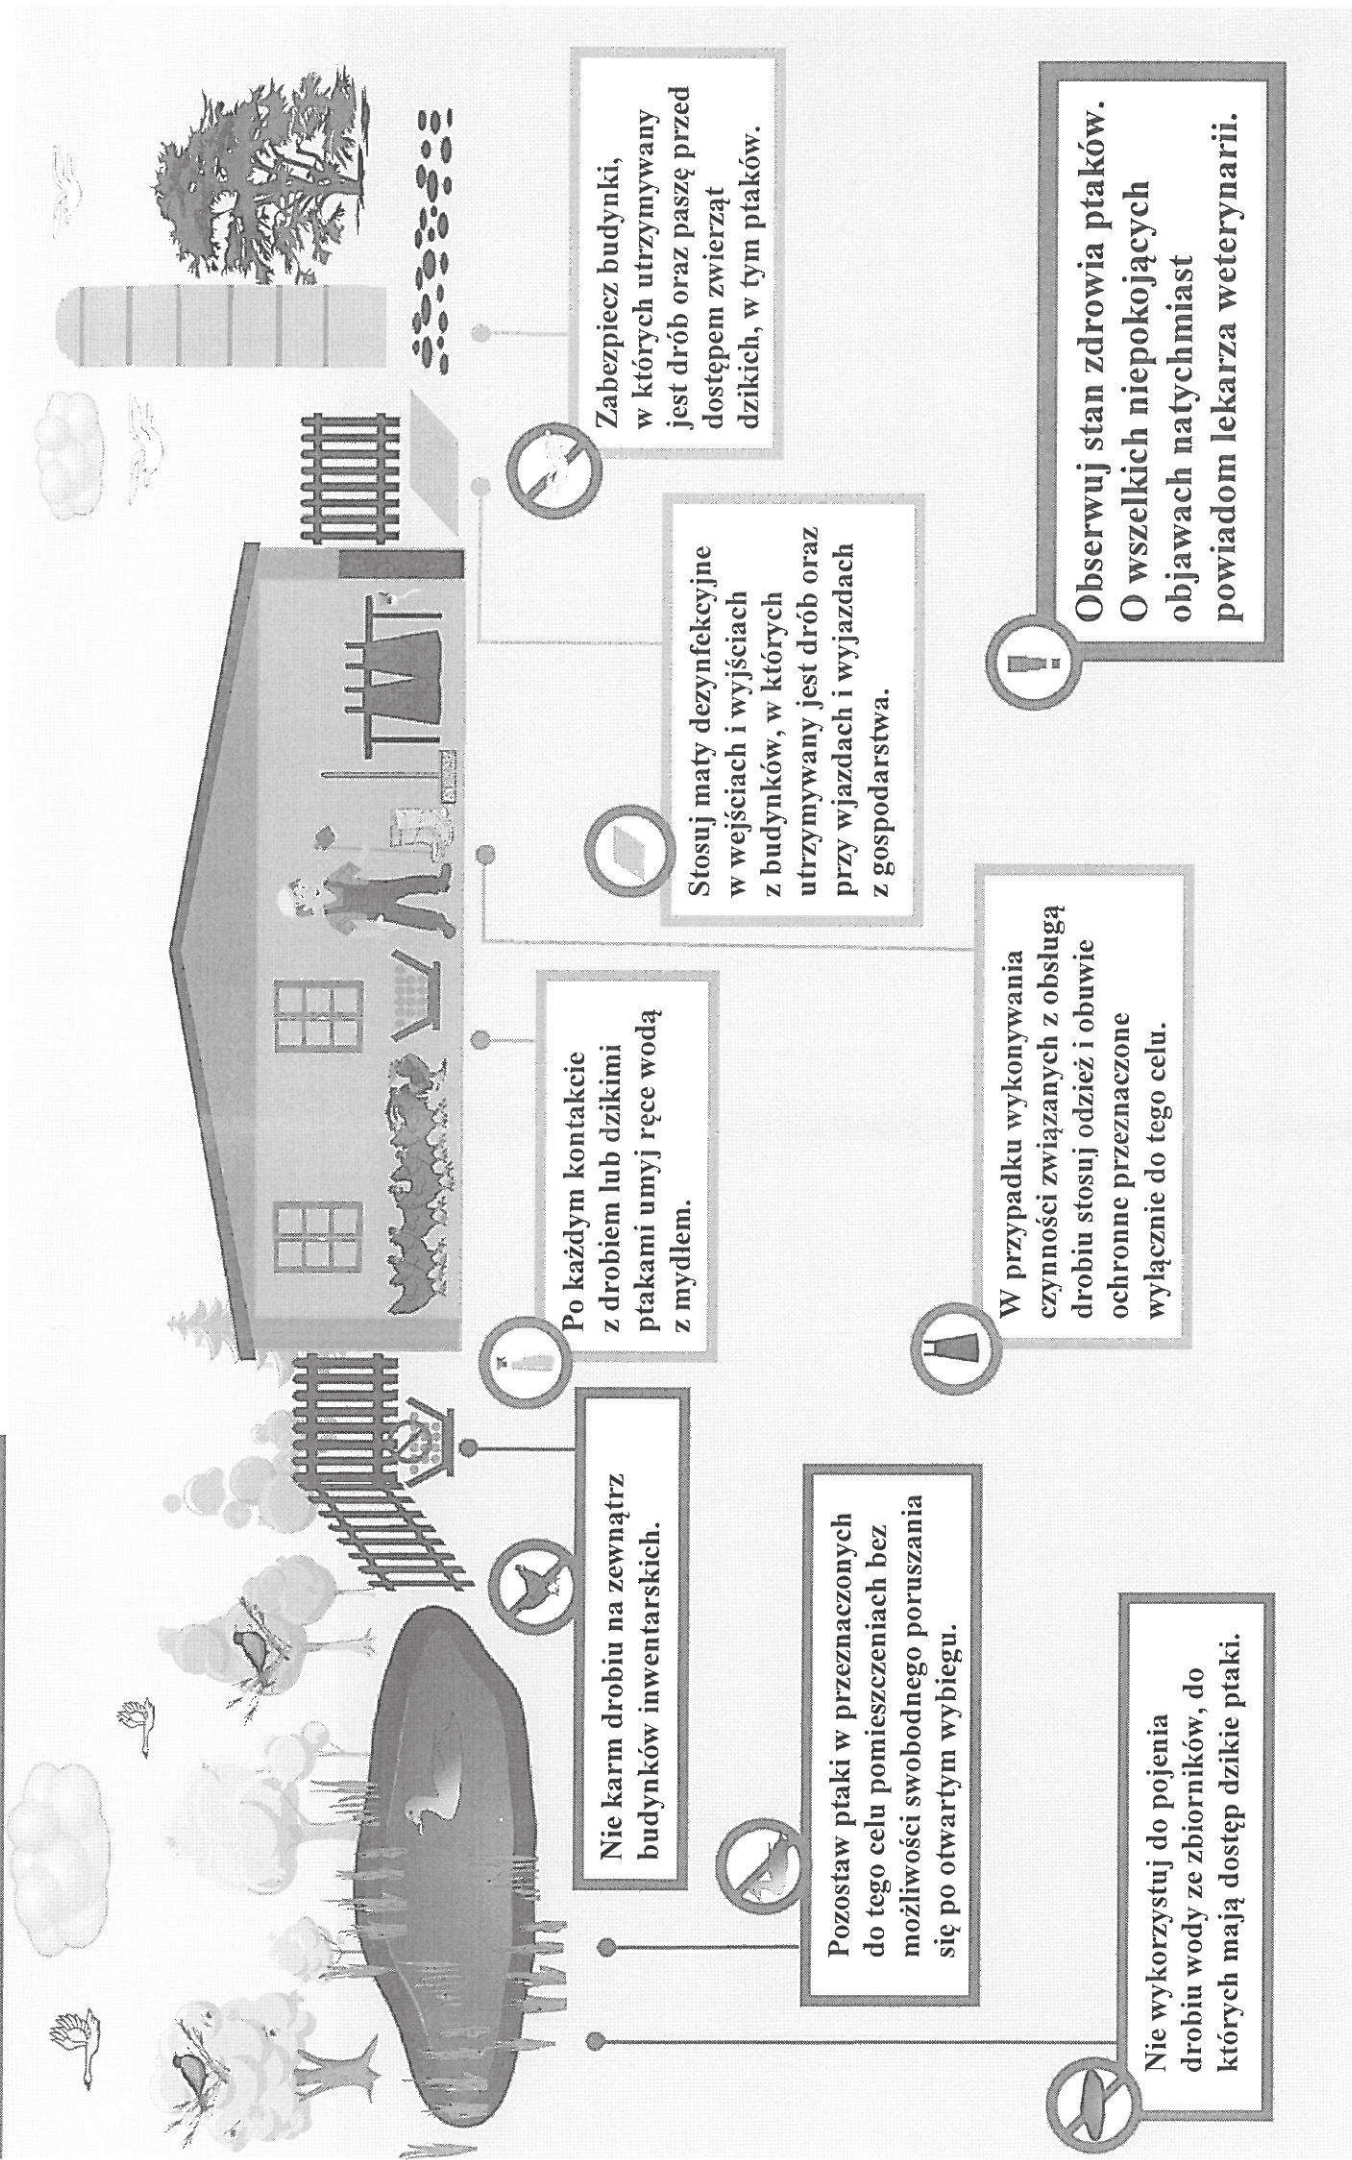 Nie wykorzystuj do pojenia
drobiu wody ze zbiorników, do
których mają dostęp dzikie ptaki.
Pozostaw ptaki w przeznaczonych
do tego celu pomieszczeniach bez
możliwości swobodnego poruszania
się po otwartym wybiegu.
Nie karm drobiu na zewnątrz
budynków inwentarskich.
Po każdym kontakcie
z drobiem lub dzikimi
ptakami umyj ręce wodą
z mydłem.
W przypadku wykonywania
czynności związanych z obsługą
drobiu stosuj odzież i obuwie
ochronne przeznaczone
wyłącznie do tego celu.
Stosuj maty dezynfekcyjne
w wejściach i wyjściach
z budynków, w których
utrzymywany jest drób oraz
przy wjazdach i wyjazdach
z gospodarstwa.
Zabezpiecz budynki,
w których utrzymywany
jest drób oraz paszę przed
dostępem zwierząt
dzikich, w tym ptaków.
Obserwuj stan zdrowia ptaków.
O wszelkich niepokojących
objawach natychmiast
powiadom lekarza weterynarii.